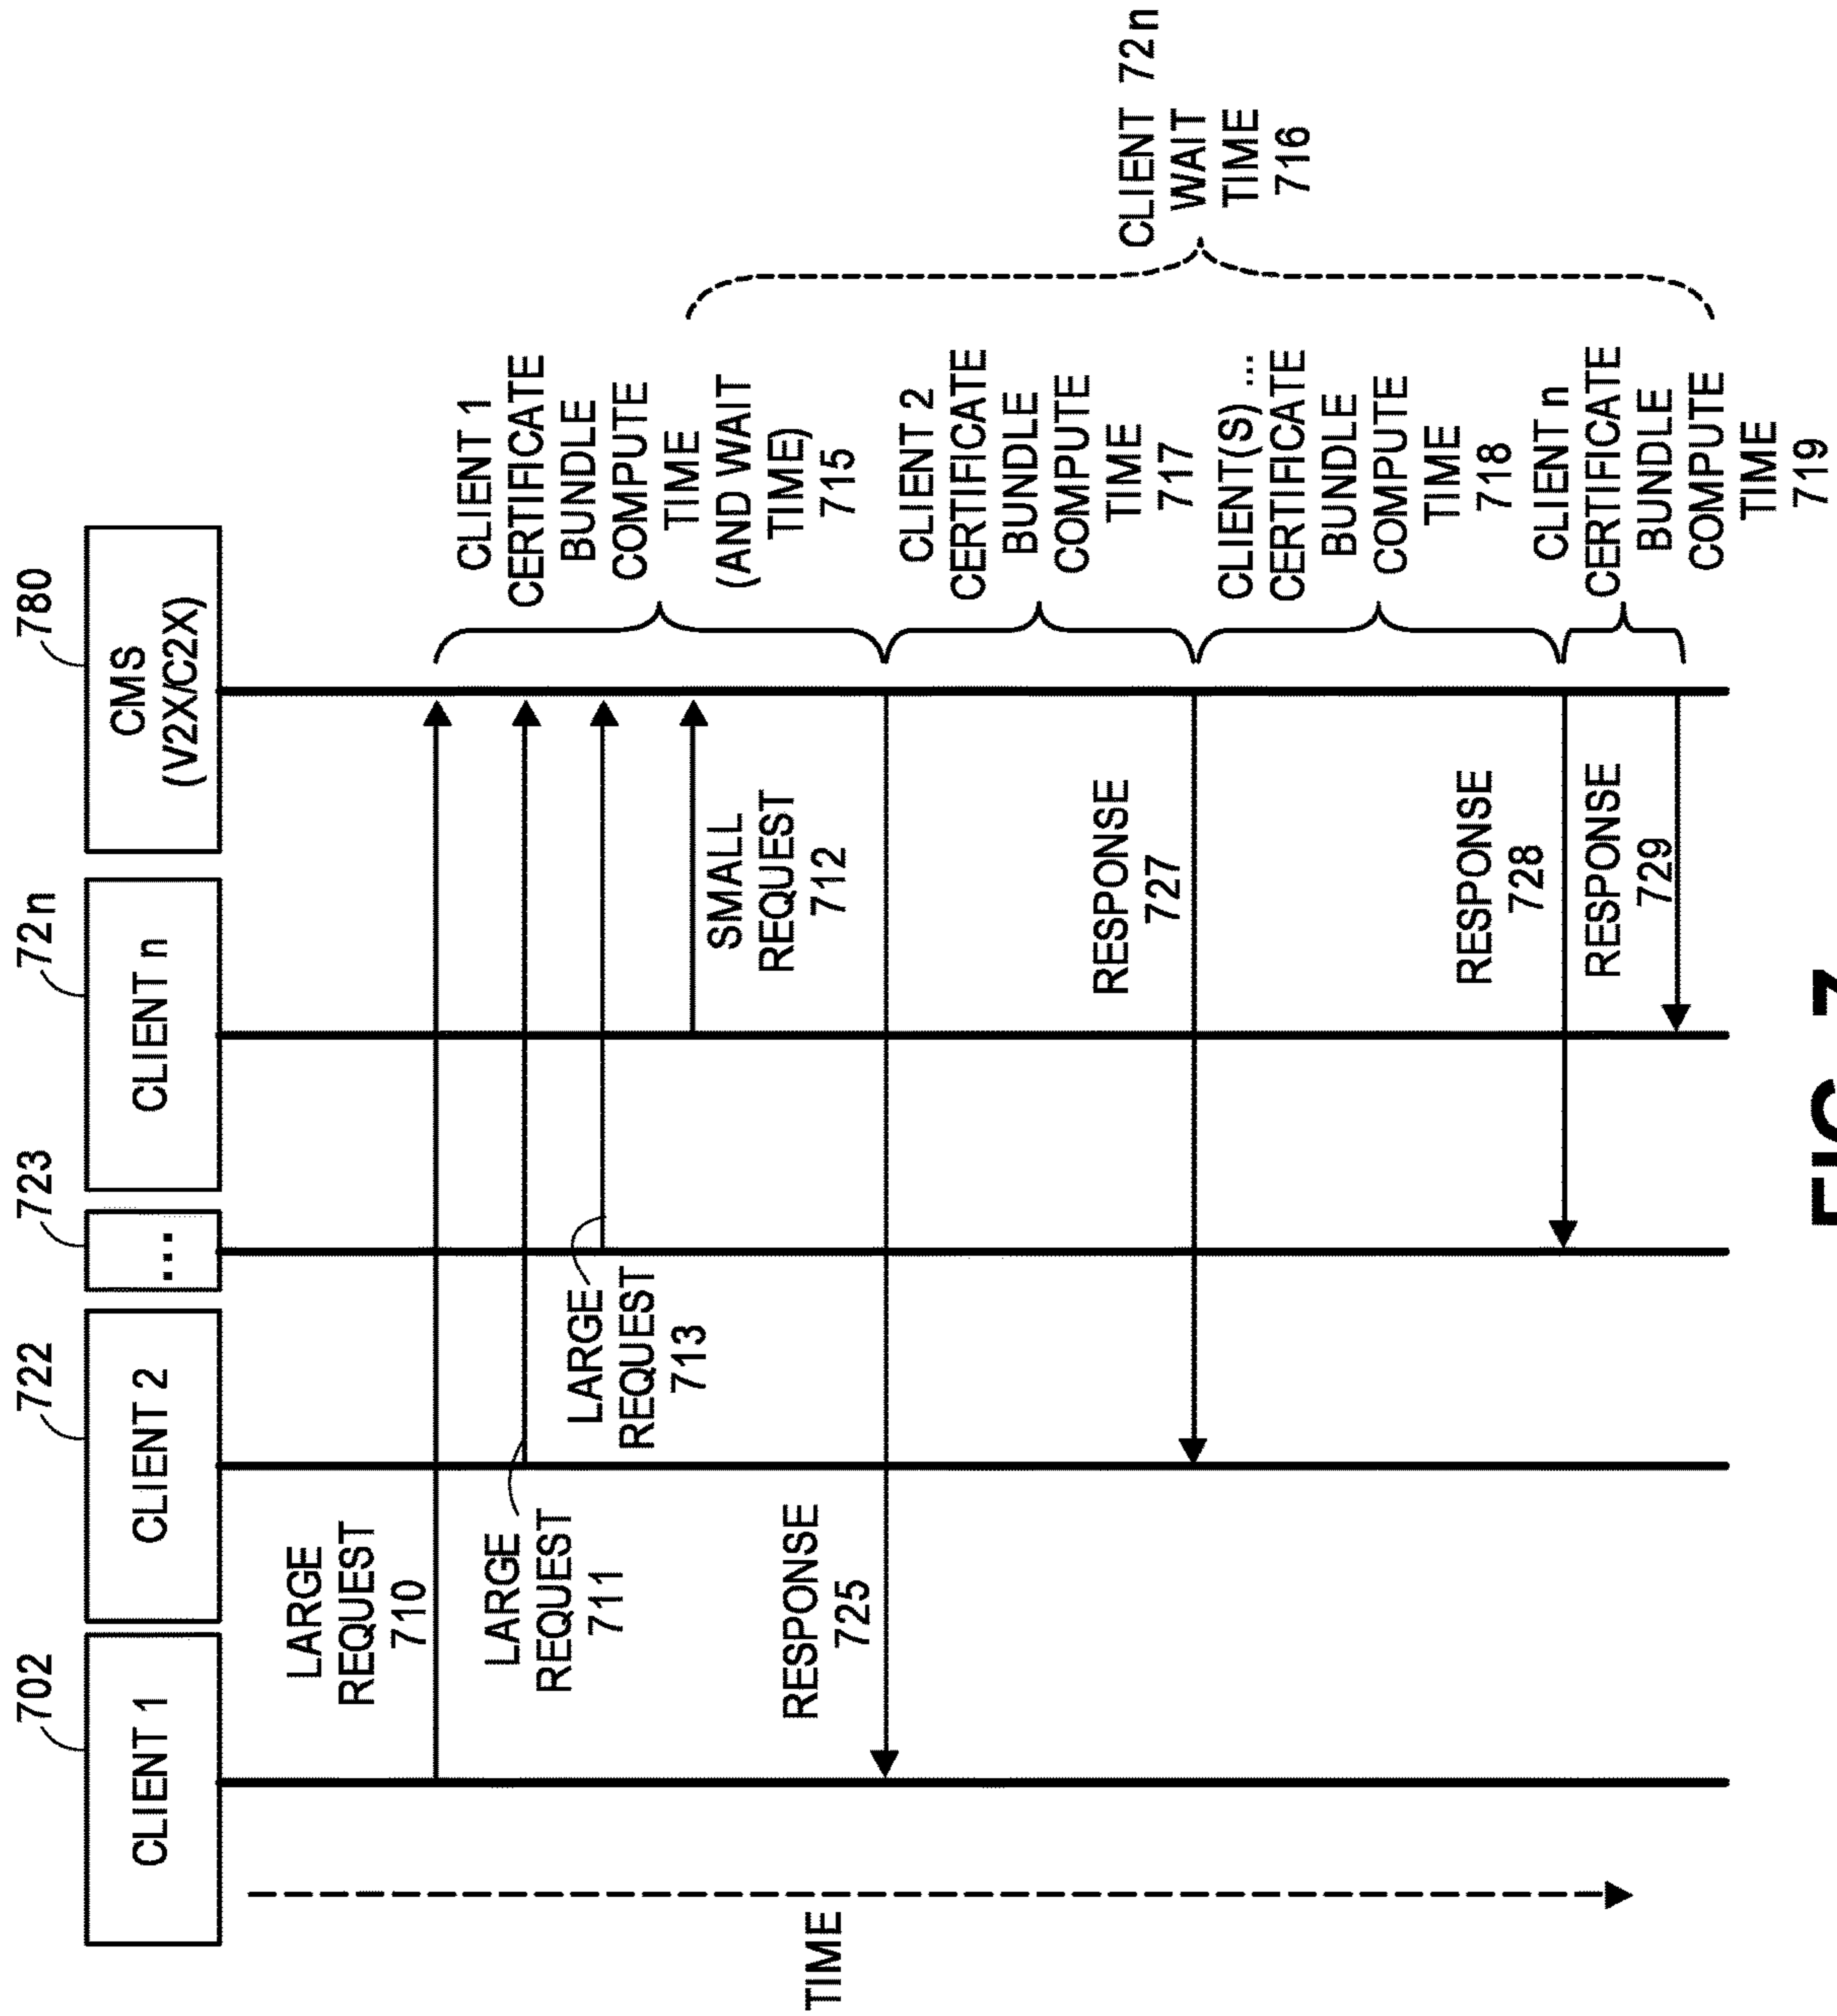 702
722
723
72n
780
CLIENT 1
CLIENT 2
...
CLIENT n
CMS
(V2X/C2X)
TIME
LARGE
REQUEST
710
LARGE
REQUEST
711
LARGE
REQUEST
713
SMALL
REQUEST
712
RESPONSE
725
RESPONSE
727
RESPONSE
728
RESPONSE
729
CLIENT 1
CERTIFICATE
BUNDLE
COMPUTE
TIME
(AND WAIT
TIME)
715
CLIENT 2
CERTIFICATE
BUNDLE
COMPUTE
TIME
717
CLIENT(S) ...
CERTIFICATE
BUNDLE
COMPUTE
TIME
718
CLIENT n
CERTIFICATE
BUNDLE
COMPUTE
TIME
719
CLIENT 72n
WAIT
TIME
716
FIG. 7